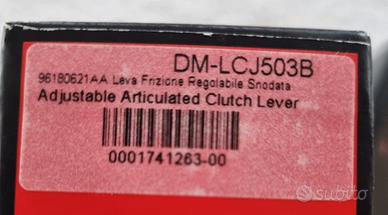 DM-LCJ503B
96180621AA Leva Frizione Regolabile Snodata
Adjustable Articulated Clutch Lever
0001741263-00
subito